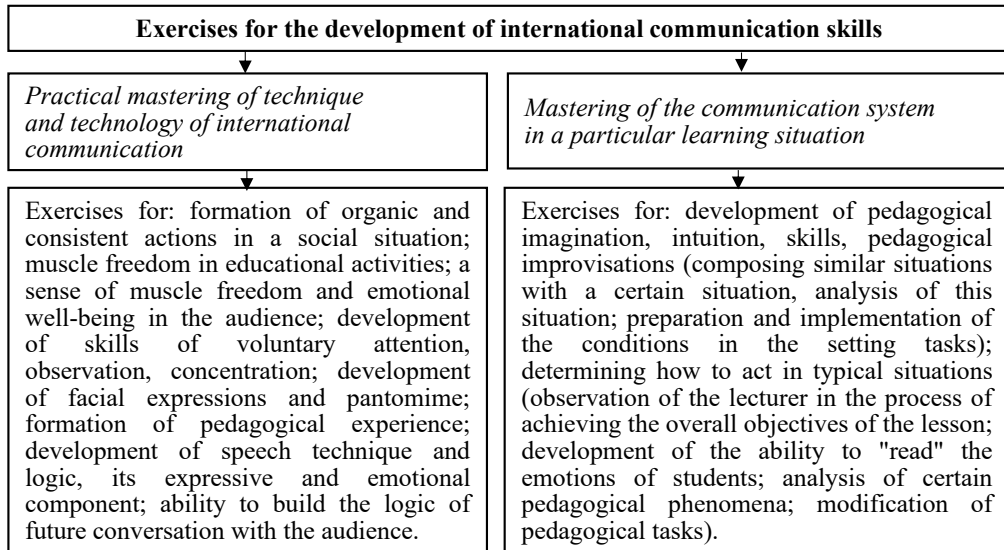 Exercises for the development of international communication skills
Practical mastering of technique
and technology of international
communication
Mastering of the communication system
in a particular learning situation
Exercises for: formation of organic and
consistent actions in a social situation;
muscle freedom in educational activities; a
sense of muscle freedom and emotional
well-being in the audience; development
of skills of voluntary attention,
observation, concentration; development
of facial expressions and pantomime;
formation of pedagogical experience;
development of speech technique and
logic, its expressive and emotional
component; ability to build the logic of
future conversation with the audience.
Exercises for: development of pedagogical
imagination, intuition, skills, pedagogical
improvisations (composing similar situations
with a certain situation, analysis of this
situation; preparation and implementation of
the conditions in the setting tasks);
determining how to act in typical situations
(observation of the lecturer in the process of
achieving the overall objectives of the lesson;
development of the ability to "read" the
emotions of students; analysis of certain
pedagogical phenomena; modification of
pedagogical tasks).